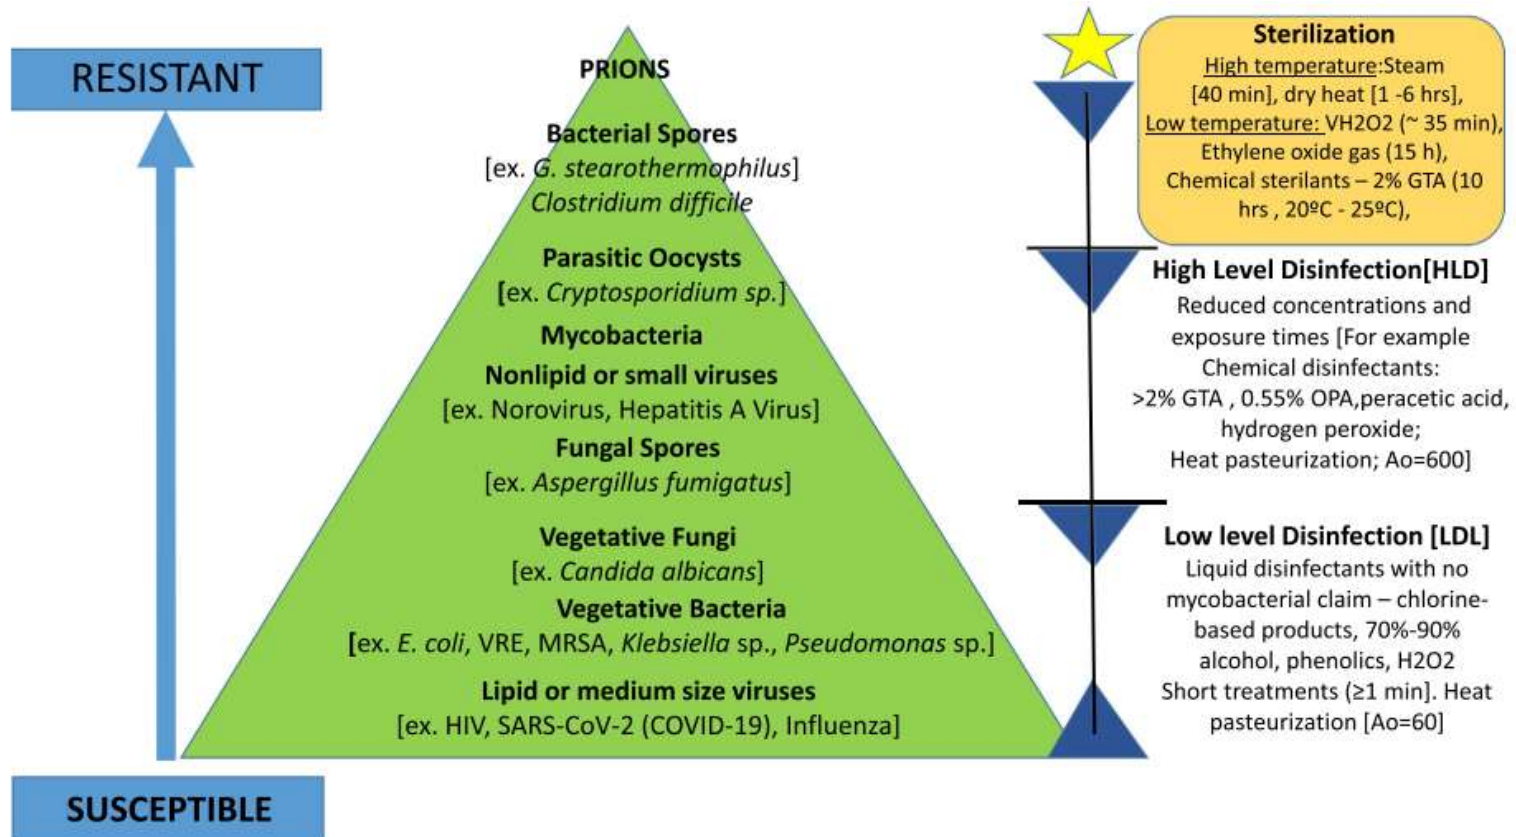 RESISTANT
SUSCEPTIBLE
PRIONS
Bacterial Spores
[ex. G. stearothermophilus]
Clostridium difficile
Parasitic Oocysts
[ex. Cryptosporidium sp.]
Mycobacteria
Nonlipid or small viruses
[ex. Norovirus, Hepatitis A Virus]
Fungal Spores
[ex. Aspergillus fumigatus]
Vegetative Fungi
[ex. Candida albicans]
Vegetative Bacteria
[ex. E. coli, VRE, MRSA, Klebsiella sp., Pseudomonas sp.]
Lipid or medium size viruses
[ex. HIV, SARS-CoV-2 (COVID-19), Influenza]
Sterilization
High temperature:Steam
[40 min], dry heat [1 -6 hrs],
Low temperature: VH2O2 (~ 35 min),
Ethylene oxide gas (15 h),
Chemical sterilants – 2% GTA (10
hrs , 20ºC - 25ºC),
High Level Disinfection[HLD]
Reduced concentrations and
exposure times [For example
Chemical disinfectants:
>2% GTA , 0.55% OPA,peracetic acid,
hydrogen peroxide;
Heat pasteurization; Ao=600]
Low level Disinfection [LDL]
Liquid disinfectants with no
mycobacterial claim – chlorine-
based products, 70%-90%
alcohol, phenolics, H2O2
Short treatments (≥1 min]. Heat
pasteurization [Ao=60]